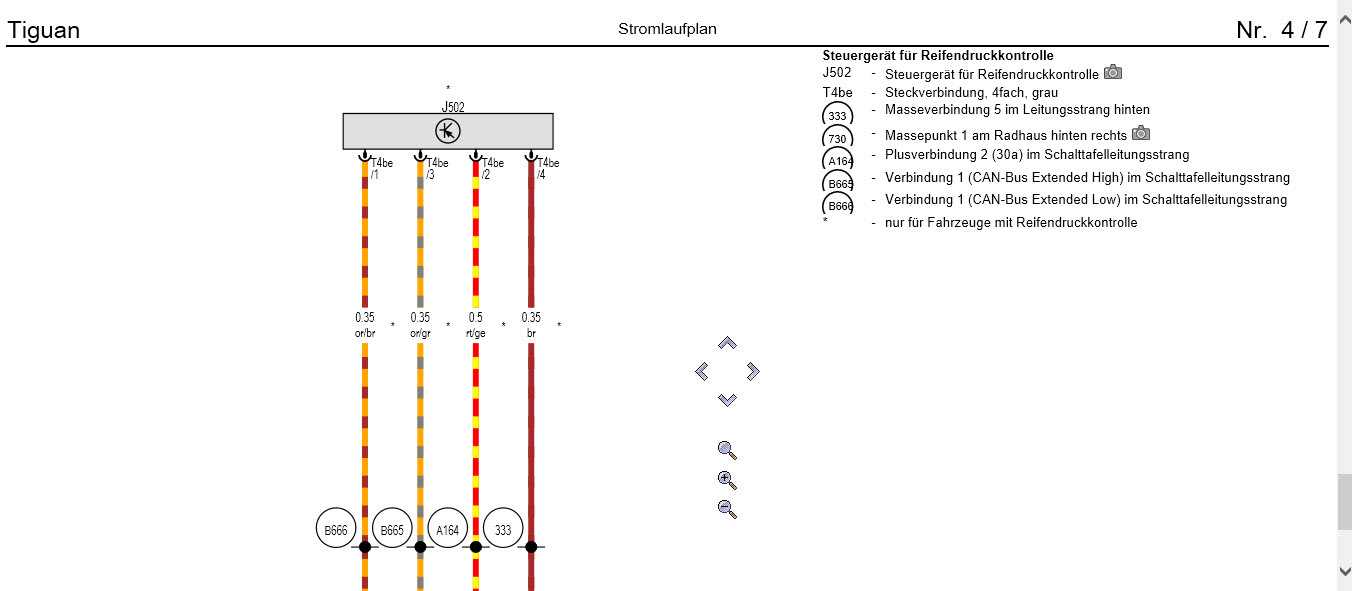 Tiguan
Stromlaufplan
Nr. 4 / 7
Steuergerät für Reifendruckkontrolle
J502 - Steuergerät für Reifendruckkontrolle
T4be - Steckverbindung, 4fach, grau
333 - Masseverbindung 5 im Leitungsstrang hinten
730 - Massepunkt 1 am Radhaus hinten rechts
A164 - Plusverbindung 2 (30a) im Schalttafelleitungsstrang
B665 - Verbindung 1 (CAN-Bus Extended High) im Schalttafelleitungsstrang
B666 - Verbindung 1 (CAN-Bus Extended Low) im Schalttafelleitungsstrang
* - nur für Fahrzeuge mit Reifendruckkontrolle
*
J502
T4be T4be T4be T4be
/1 /3 /2 /4
0.35 0.35 0.5 0.35
* * * *
or/br or/gr rt/ge br
B666 B665 A164 333